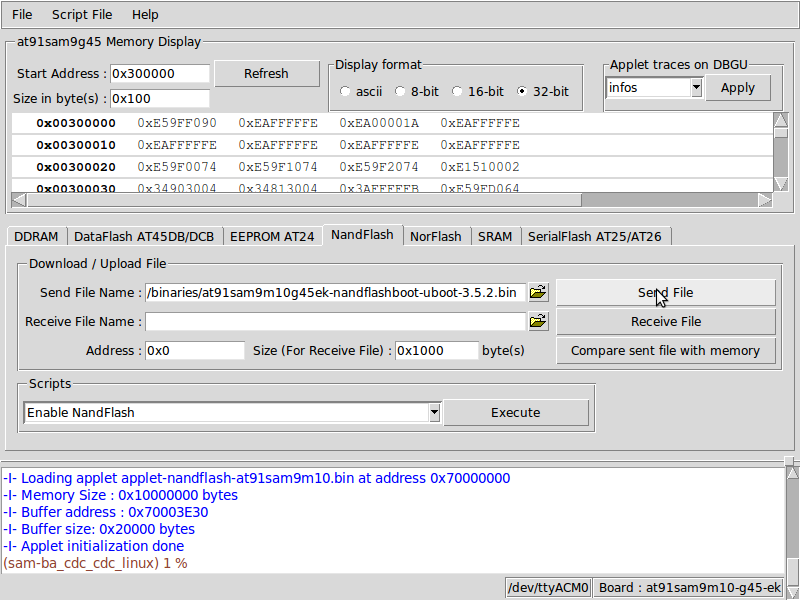 File Script File Help
at91sam9g45 Memory Display
Start Address : 0x300000 Refresh
Size in byte(s) : 0x100
Display format
ascii 8-bit 16-bit 32-bit
Applet traces on DBGU
infos Apply
0x00300000 0xE59FF090 0xEAFFFFFE 0xEA00001A 0xEAFFFFFE
0x00300010 0xEAFFFFFE 0xEAFFFFFE 0xEAFFFFFE 0xEAFFFFFE
0x00300020 0xE59F0074 0xE59F1074 0xE59F2074 0xE1510002
0x00300030 0x34903004 0x34813004 0x3AFFFFFB 0xE59FD064
DDRAM DataFlash AT45DB/DCB EEPROM AT24 NandFlash NorFlash SRAM SerialFlash AT25/AT26
Download / Upload File
Send File Name : /binaries/at91sam9m10g45ek-nandflashboot-uboot-3.5.2.bin Send File
Receive File Name : Receive File
Address : 0x0 Size (For Receive File) : 0x1000 byte(s) Compare sent file with memory
Scripts
Enable NandFlash Execute
-I- Loading applet applet-nandflash-at91sam9m10.bin at address 0x70000000
-I- Memory Size : 0x10000000 bytes
-I- Buffer address : 0x70003E30
-I- Buffer size: 0x20000 bytes
-I- Applet initialization done
(sam-ba_cdc_cdc_linux) 1 %
/dev/ttyACM0 Board : at91sam9m10-g45-ek